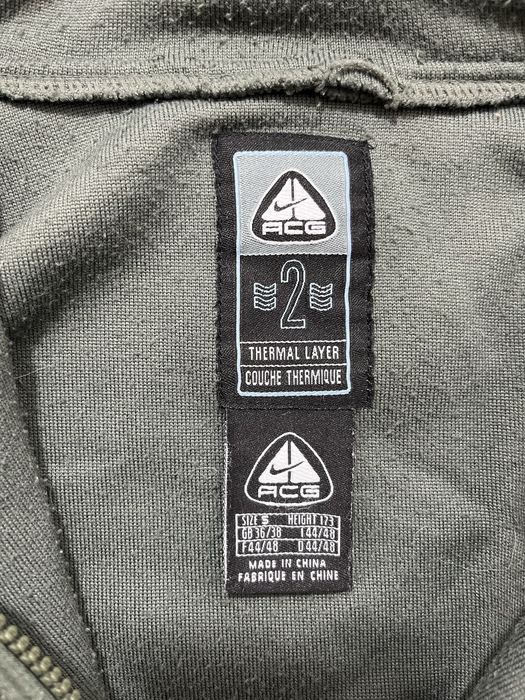 ACG
2
THERMAL LAYER
COUCHE THERMIQUE
ACG
SIZE S HEIGHT 173
GB 36/38 I 44/48
F 44/48 D 44/48
MADE IN CHINA
FABRIQUE EN CHINE